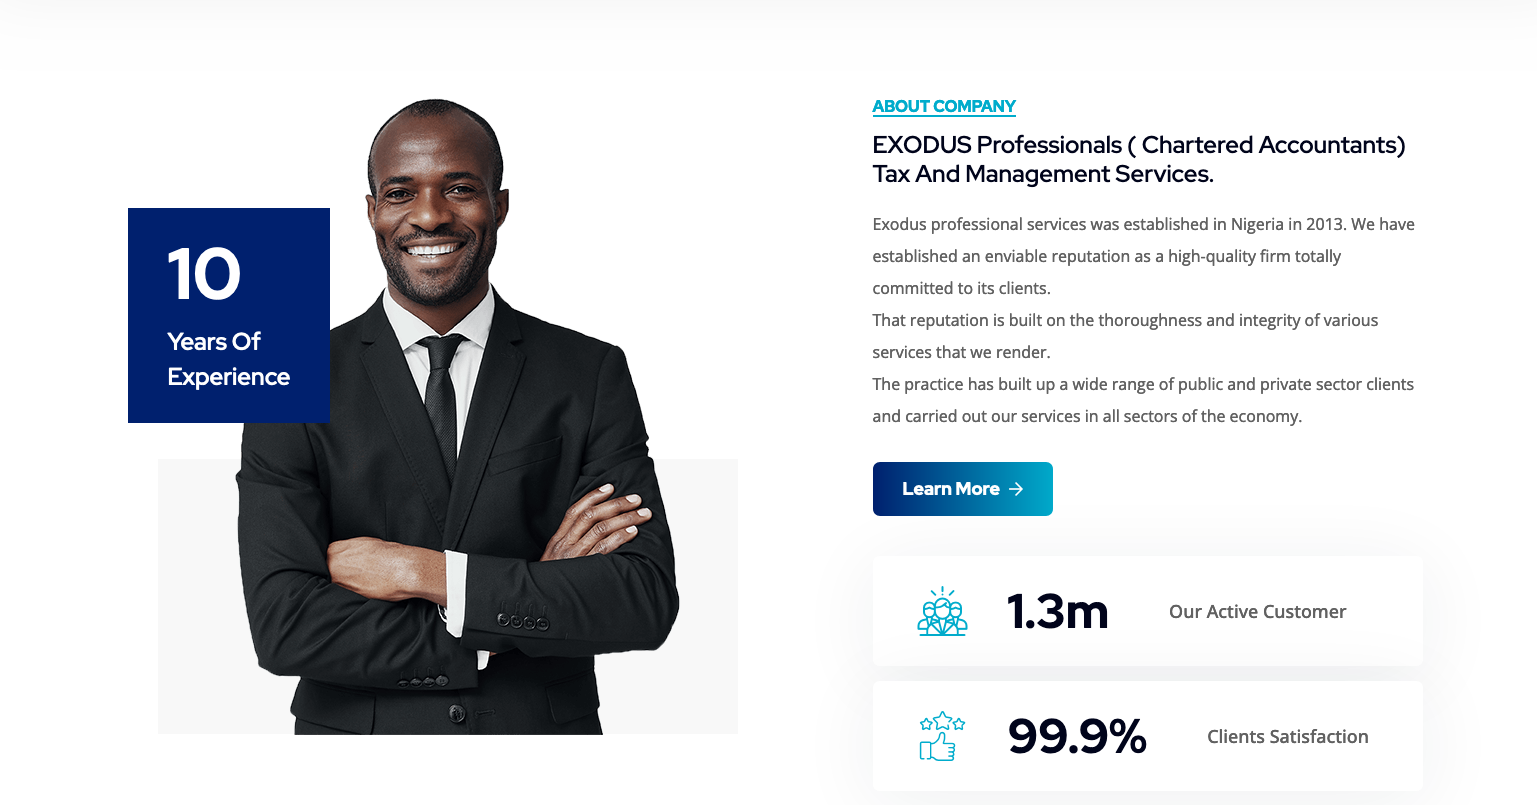 ABOUT COMPANY
EXODUS Professionals ( Chartered Accountants)
Tax And Management Services.
10
Years Of
Experience
Exodus professional services was established in Nigeria in 2013. We have
established an enviable reputation as a high-quality firm totally
committed to its clients.
That reputation is built on the thoroughness and integrity of various
services that we render.
The practice has built up a wide range of public and private sector clients
and carried out our services in all sectors of the economy.
Learn More →
1.3m
Our Active Customer
99.9%
Clients Satisfaction